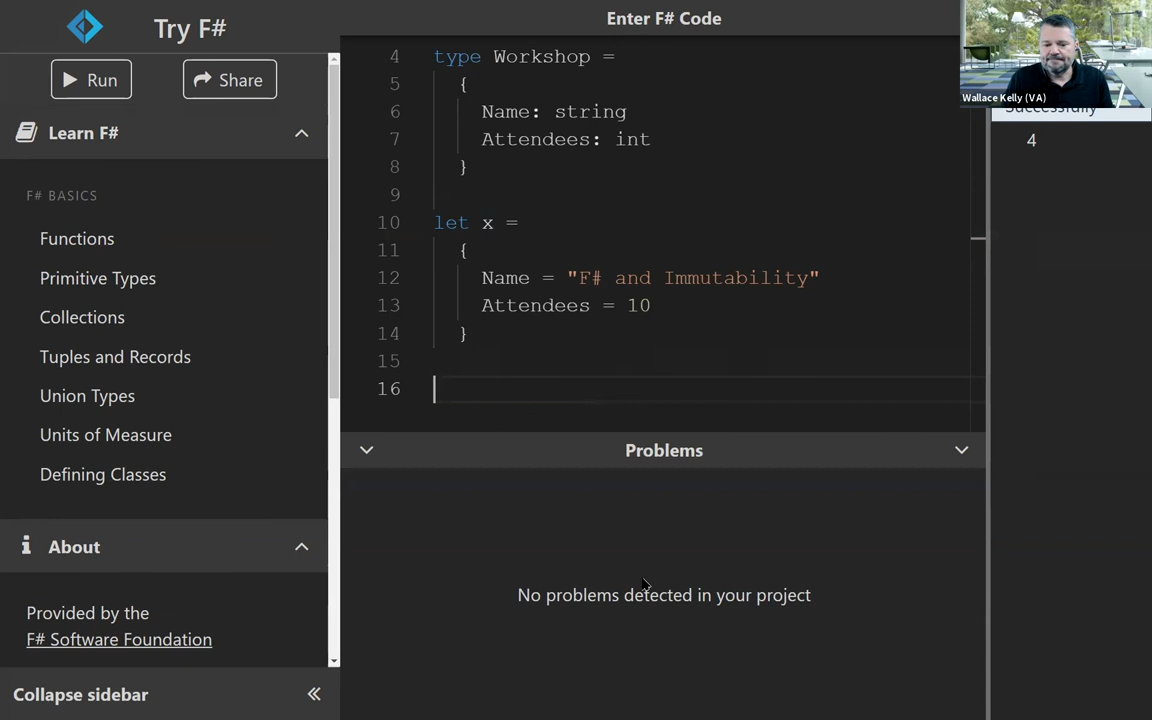 Try F#
Run
Share
Learn F#
F# BASICS
Functions
Primitive Types
Collections
Tuples and Records
Union Types
Units of Measure
Defining Classes
About
Provided by the
F# Software Foundation
Collapse sidebar
Enter F# Code
4 type Workshop =
5 {
6 Name: string
7 Attendees: int
8 }
9
10 let x =
11 {
12 Name = "F# and Immutability"
13 Attendees = 10
14 }
15
16
Problems
No problems detected in your project
Wallace Kelly (VA)
Successfully
4